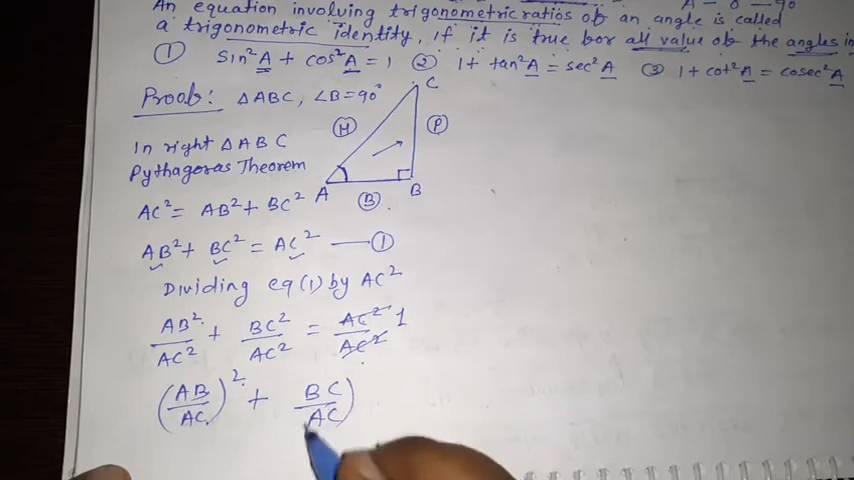 An equation involving trigonometric ratios of an angle is called
a trigonometric identity, if it is true for all value of the angles in
① sin²A + cos²A = 1 ② 1 + tan²A = sec²A ③ 1 + cot²A = cosec²A
Proof: △ABC, ∠B=90°
C
H
P
In right △ABC
Pythagoras Theorem
A
B
B
AC² = AB² + BC²
AB² + BC² = AC² — ①
Dividing eq (1) by AC²
AB²/AC² + BC²/AC² = AC²/AC² 1
(AB/AC)² + BC/AC)